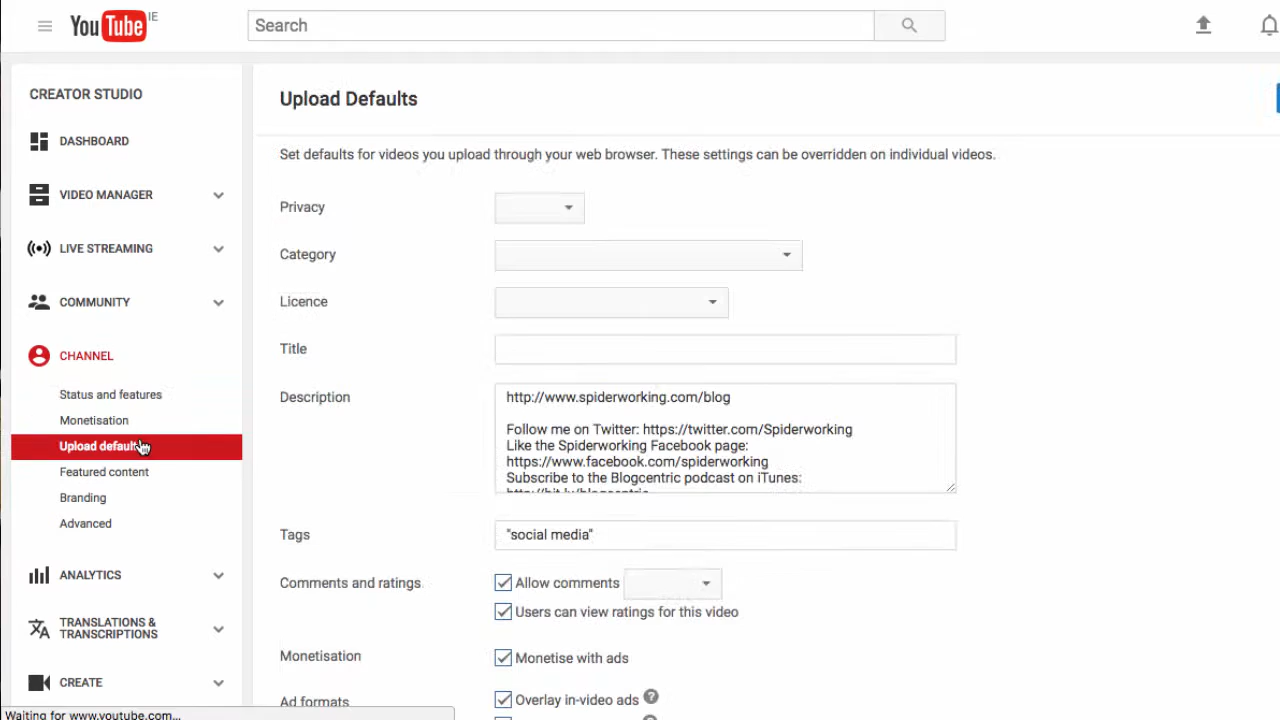 YouTube IE
Search
CREATOR STUDIO
DASHBOARD
VIDEO MANAGER
LIVE STREAMING
COMMUNITY
CHANNEL
Status and features
Monetisation
Upload defaults
Featured content
Branding
Advanced
ANALYTICS
TRANSLATIONS &
TRANSCRIPTIONS
CREATE
Waiting for www.youtube.com...
Upload Defaults
Set defaults for videos you upload through your web browser. These settings can be overridden on individual videos.
Privacy
Category
Licence
Title
Description
http://www.spiderworking.com/blog
Follow me on Twitter: https://twitter.com/Spiderworking
Like the Spiderworking Facebook page:
https://www.facebook.com/spiderworking
Subscribe to the Blogcentric podcast on iTunes:
http://bit.ly/blogcentric
Tags
"social media"
Comments and ratings
Allow comments
Users can view ratings for this video
Monetisation
Monetise with ads
Ad formats
Overlay in-video ads ?